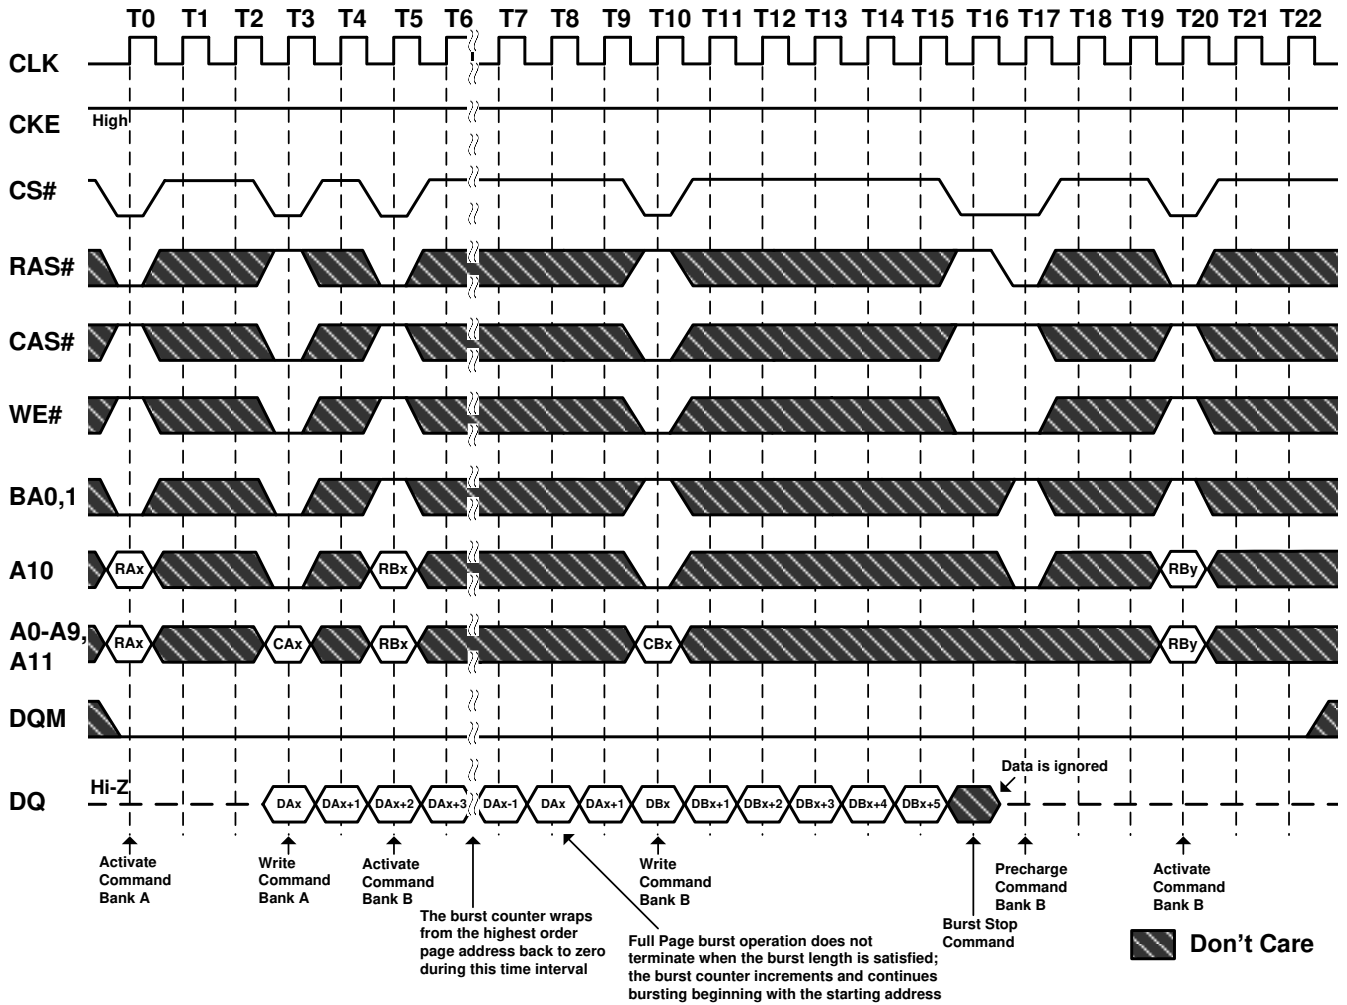 T0 T1 T2 T3 T4 T5 T6 T7 T8 T9 T10 T11 T12 T13 T14 T15 T16 T17 T18 T19 T20 T21 T22
CLK
CKE
High
CS#
RAS#
CAS#
WE#
BA0,1
A10
RAx RBx RBy
A0-A9,
A11
RAx CAx RBx CBx RBy
DQM
DQ
Hi-Z
DAx DAx+1 DAx+2 DAx+3 DAx-1 DAx DAx+1 DBx DBx+1 DBx+2 DBx+3 DBx+4 DBx+5
Data is ignored
Activate
Command
Bank A
Write
Command
Bank A
Activate
Command
Bank B
The burst counter wraps
from the highest order
page address back to zero
during this time interval
Full Page burst operation does not
terminate when the burst length is satisfied;
the burst counter increments and continues
bursting beginning with the starting address
Write
Command
Bank B
Burst Stop
Command
Precharge
Command
Bank B
Activate
Command
Bank B
Don't Care